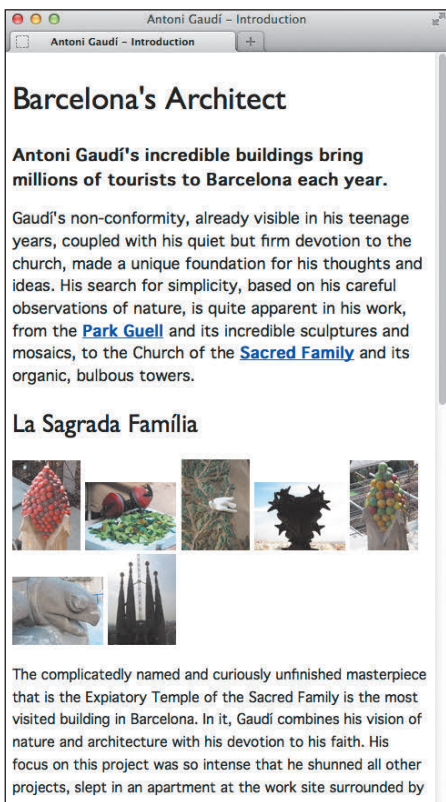 Antoni Gaudí – Introduction
Antoni Gaudí – Introduction
Barcelona's Architect
Antoni Gaudí's incredible buildings bring
millions of tourists to Barcelona each year.
Gaudí's non-conformity, already visible in his teenage
years, coupled with his quiet but firm devotion to the
church, made a unique foundation for his thoughts and
ideas. His search for simplicity, based on his careful
observations of nature, is quite apparent in his work,
from the Park Guell and its incredible sculptures and
mosaics, to the Church of the Sacred Family and its
organic, bulbous towers.
La Sagrada Família
The complicatedly named and curiously unfinished masterpiece
that is the Expiatory Temple of the Sacred Family is the most
visited building in Barcelona. In it, Gaudí combines his vision of
nature and architecture with his devotion to his faith. His
focus on this project was so intense that he shunned all other
projects, slept in an apartment at the work site surrounded by